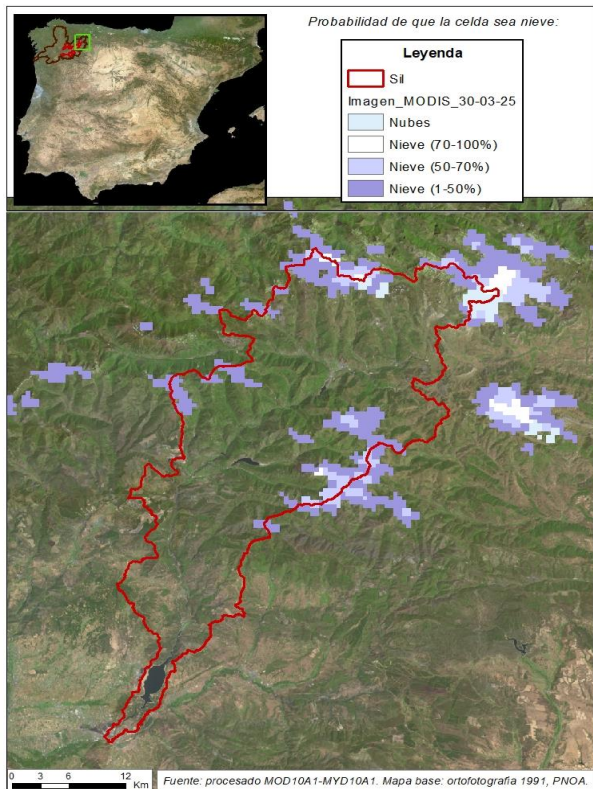 Probabilidad de que la celda sea nieve:
Leyenda
Sil
Imagen_MODIS_30-03-25
Nubes
Nieve (70-100%)
Nieve (50-70%)
Nieve (1-50%)
0 3 6 12
Km
Fuente: procesado MOD10A1-MYD10A1. Mapa base: ortofotografia 1991, PNOA.